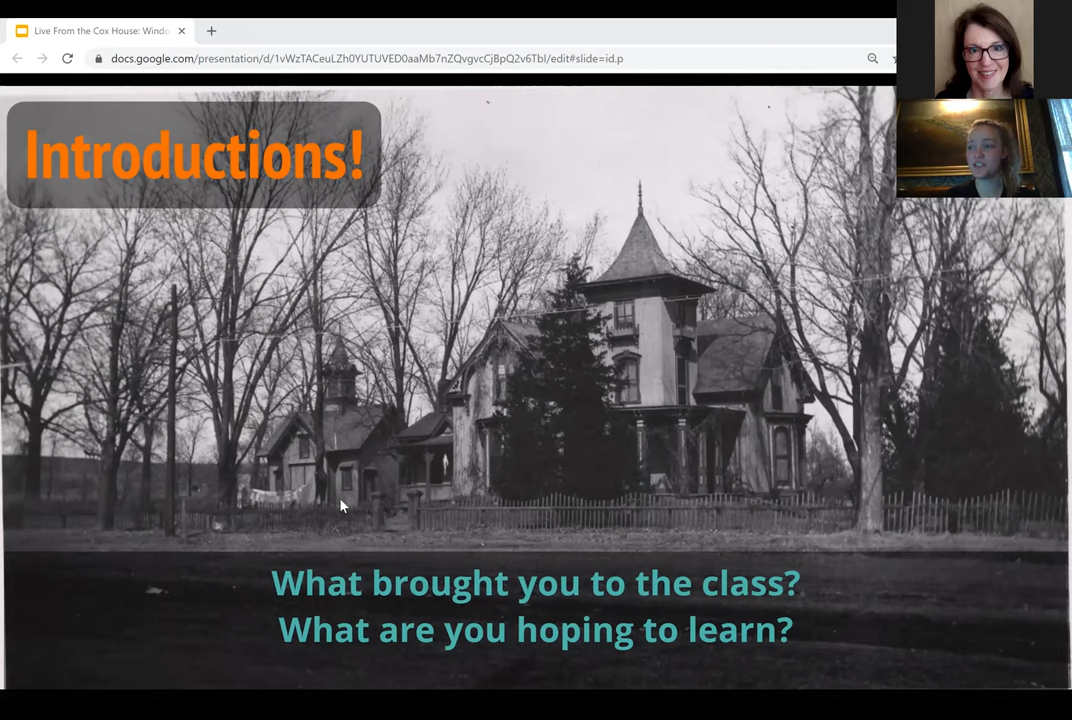 Live From the Cox House: Windo
docs.google.com/presentation/d/1vWzTACeuLZh0YUTUVED0aaMb7nZQvgvcCjBpQ2v6TbI/edit#slide=id.p
Introductions!
What brought you to the class?
What are you hoping to learn?